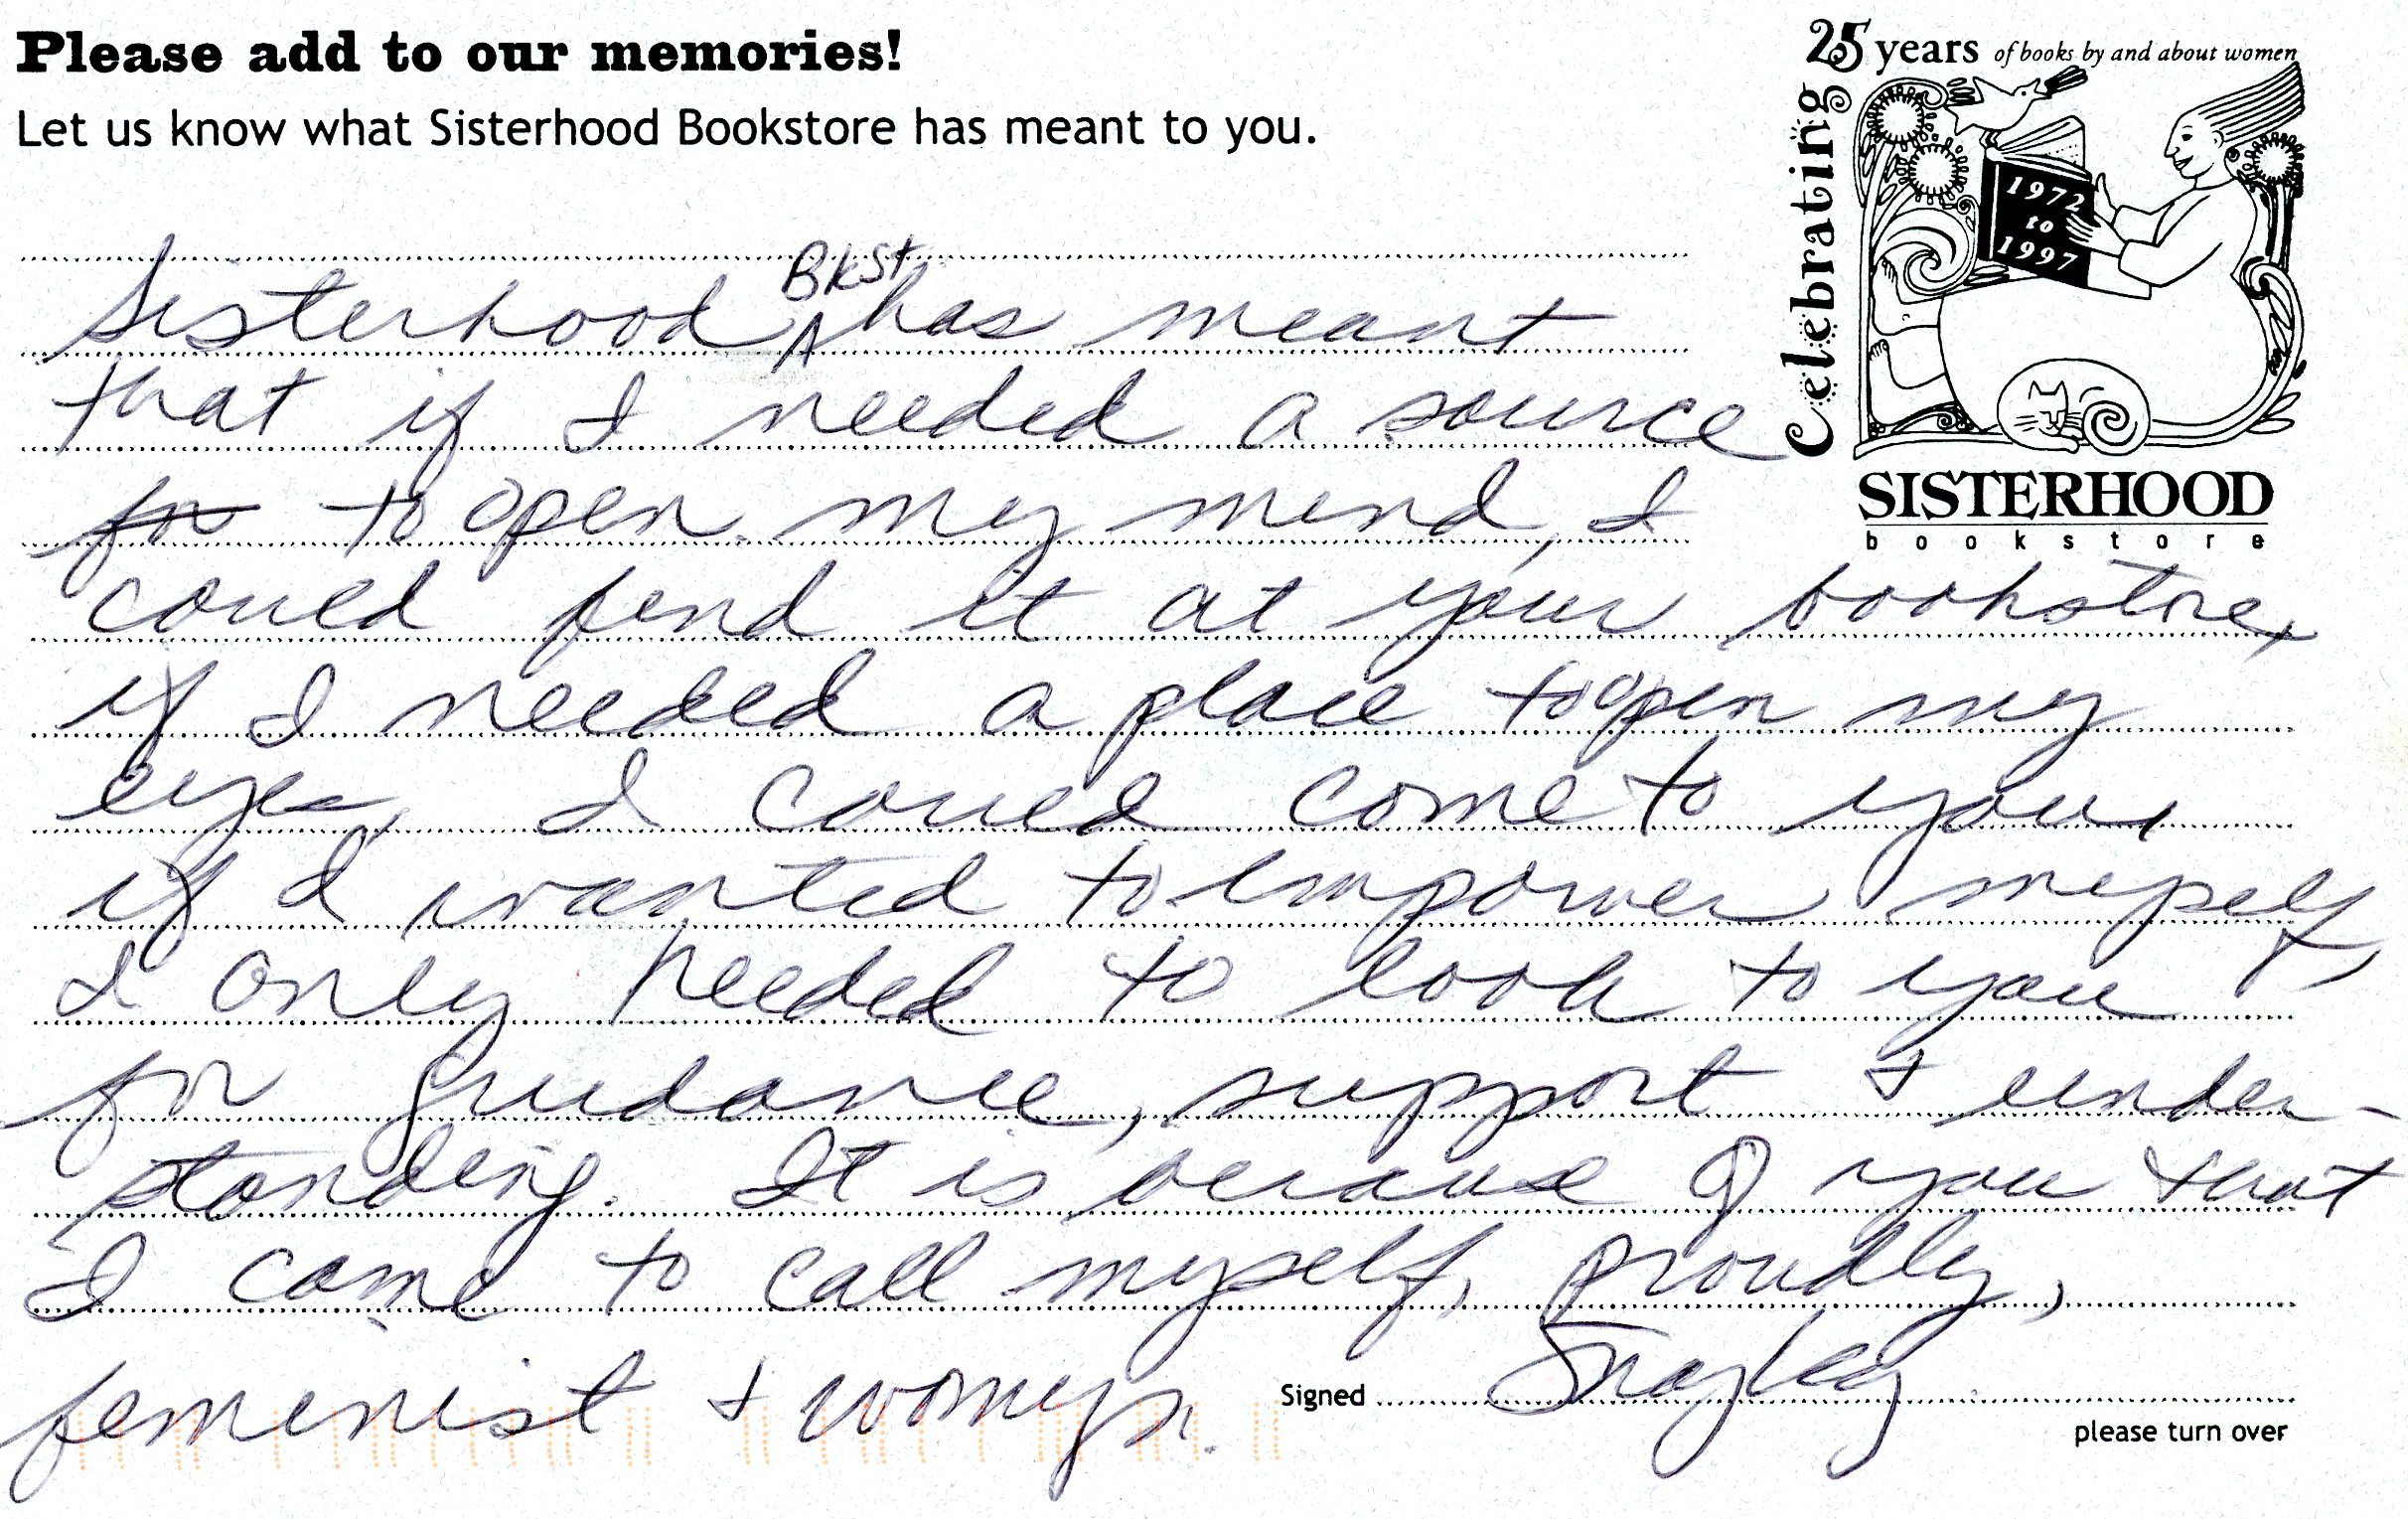 Please add to our memories!
Let us know what Sisterhood Bookstore has meant to you.
Celebrating
25 years of books by and about women
1972
to
1997
SISTERHOOD
bookstore
Sisterhood BkSt has meant
that if I needed a source
for to open my mind, I
could find it at your bookstore,
if I needed a place to open my
eyes, I could come to you,
if I wanted to empower myself,
I only needed to look to you
for guidance, support & under-
standing. It is because of you that
I came to call myself, proudly,
feminist & womyn.
Signed
please turn over